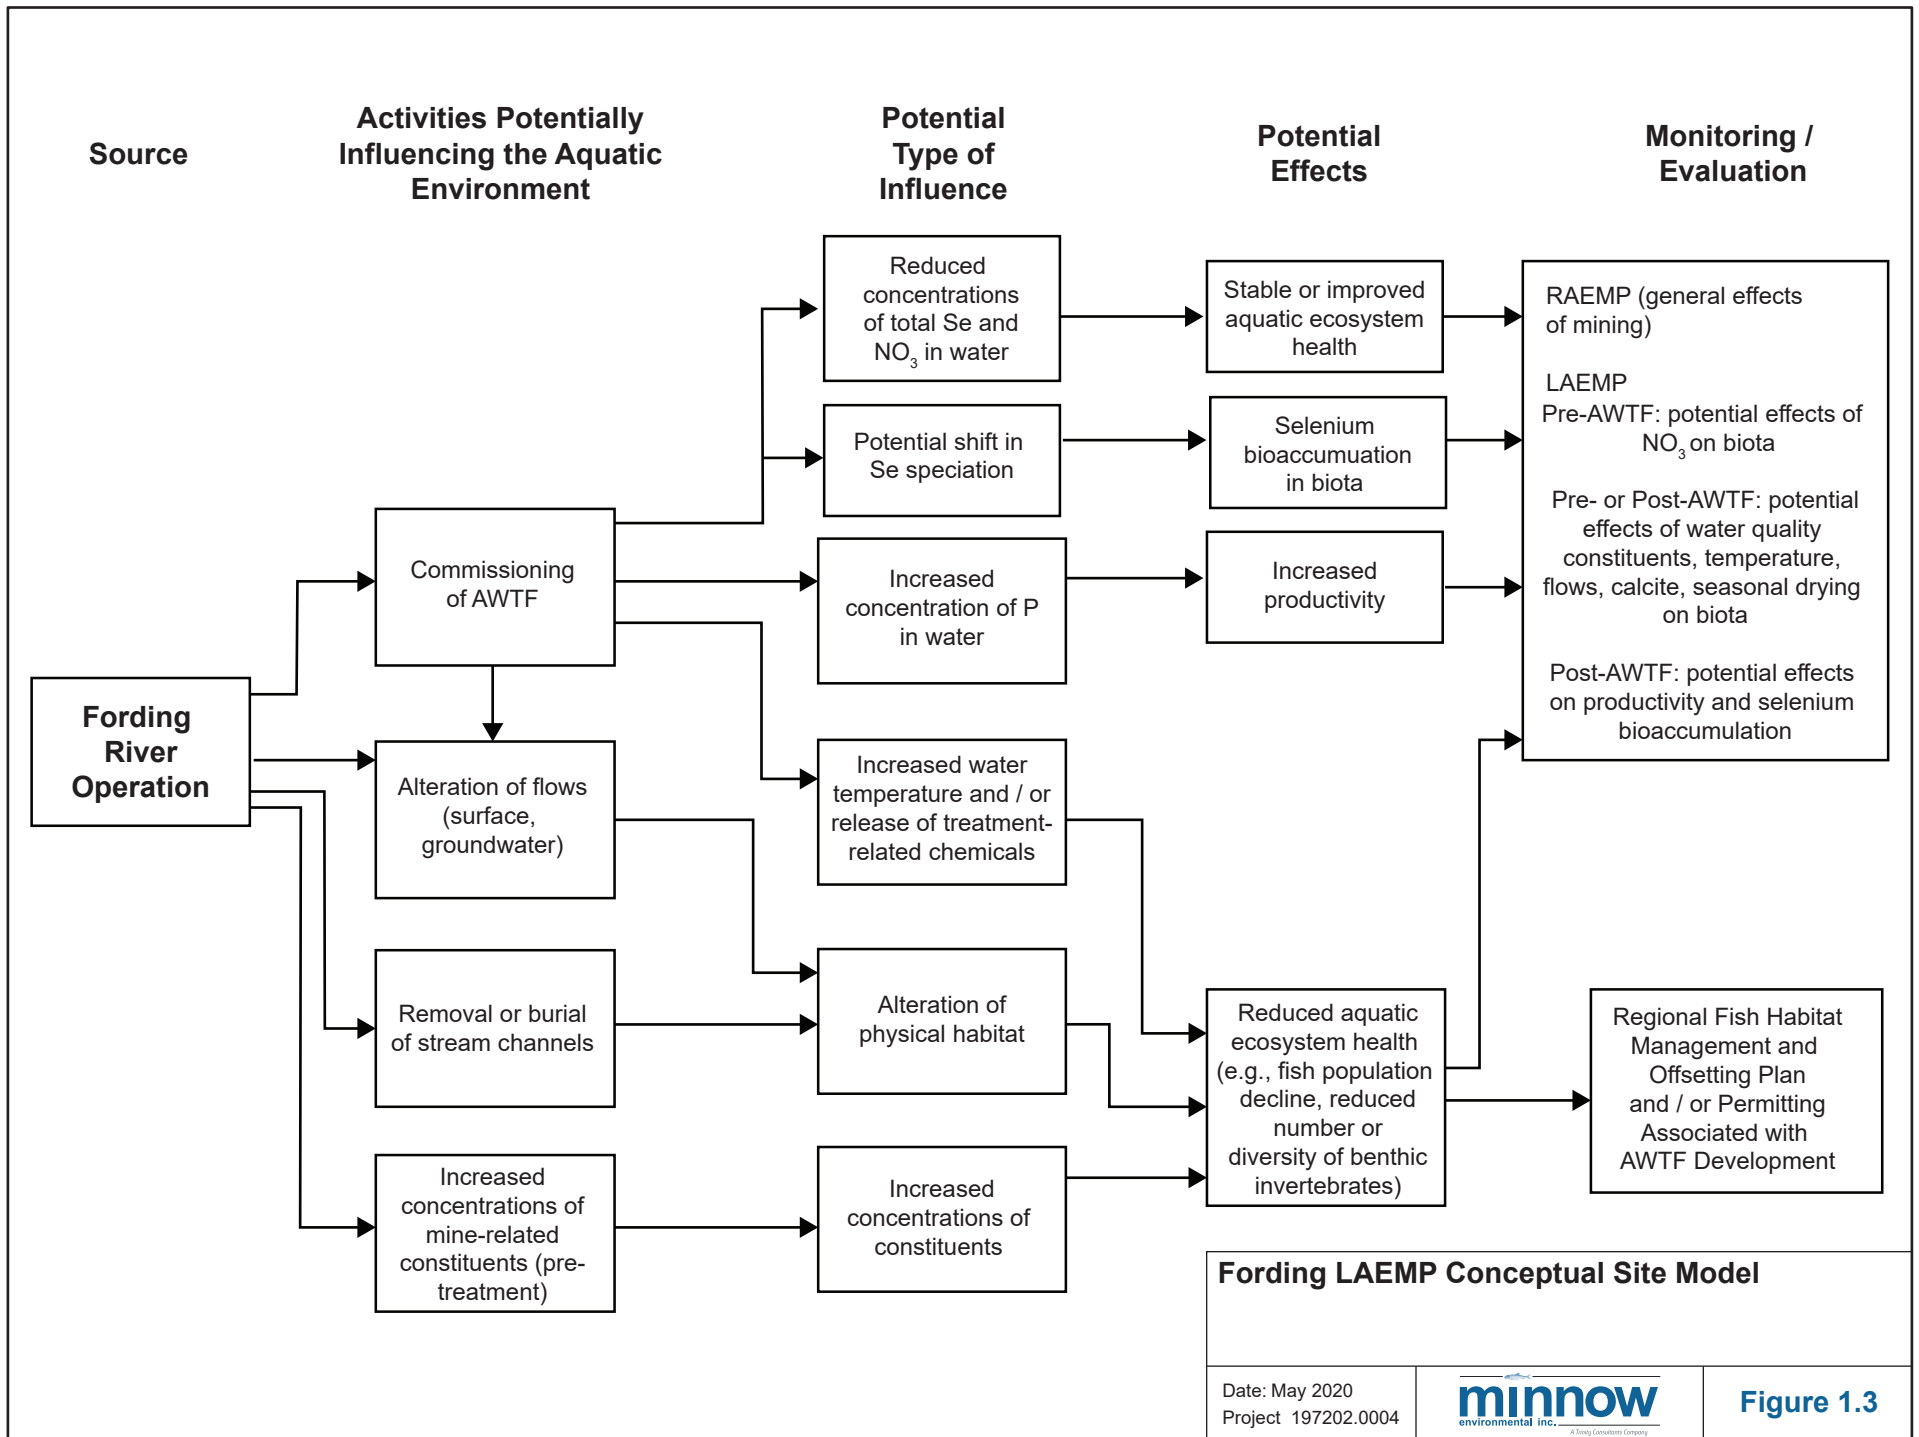 Source
Activities Potentially
Influencing the Aquatic
Environment
Potential
Type of
Influence
Potential
Effects
Monitoring /
Evaluation
Fording
River
Operation
Commissioning
of AWTF
Alteration of flows
(surface,
groundwater)
Removal or burial
of stream channels
Increased
concentrations of
mine-related
constituents (pre-
treatment)
Reduced
concentrations
of total Se and
NO3 in water
Potential shift in
Se speciation
Increased
concentration of P
in water
Increased water
temperature and / or
release of treatment-
related chemicals
Alteration of
physical habitat
Increased
concentrations of
constituents
Stable or improved
aquatic ecosystem
health
Selenium
bioaccumuation
in biota
Increased
productivity
Reduced aquatic
ecosystem health
(e.g., fish population
decline, reduced
number or
diversity of benthic
invertebrates)
RAEMP (general effects
of mining)
LAEMP
Pre-AWTF: potential effects of
NO3 on biota
Pre- or Post-AWTF: potential
effects of water quality
constituents, temperature,
flows, calcite, seasonal drying
on biota
Post-AWTF: potential effects
on productivity and selenium
bioaccumulation
Regional Fish Habitat
Management and
Offsetting Plan
and / or Permitting
Associated with
AWTF Development
Fording LAEMP Conceptual Site Model
Date: May 2020
Project 197202.0004
minnow
environmental inc.
A Trinity Consultants Company
Figure 1.3